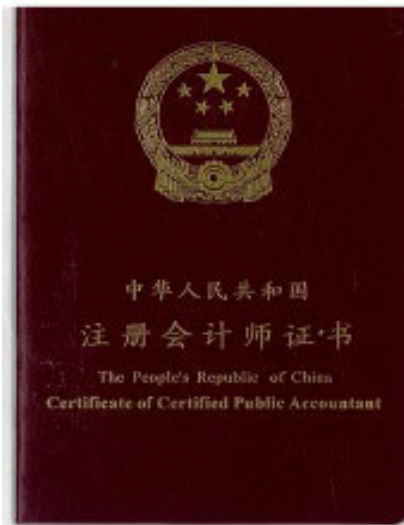 中华人民共和国
注册会计师证书
The People's Republic of China
Certificate of Certified Public Accountant